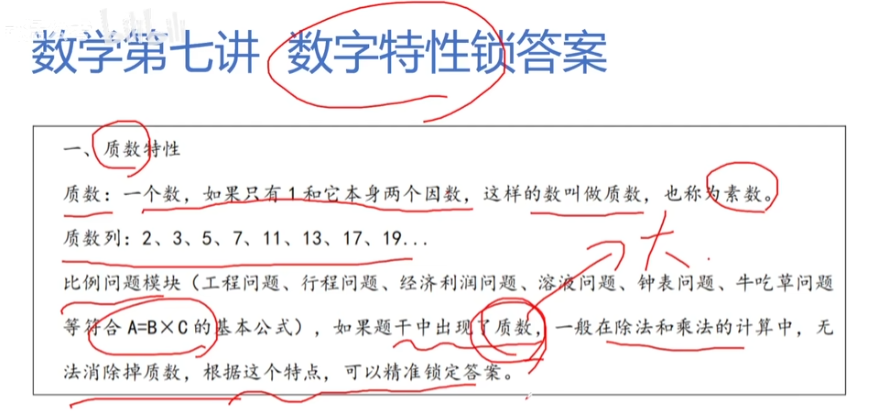 数学第七讲 数字特性锁答案
一、质数特性
质数：一个数，如果只有1和它本身两个因数，这样的数叫做质数，也称为素数。
质数列：2、3、5、7、11、13、17、19...
大
比例问题模块（工程问题、行程问题、经济利润问题、溶液问题、钟表问题、牛吃草问题
等符合 A=B×C 的基本公式），如果题干中出现了质数，一般在除法和乘法的计算中，无
法消除掉质数，根据这个特点，可以精准锁定答案。